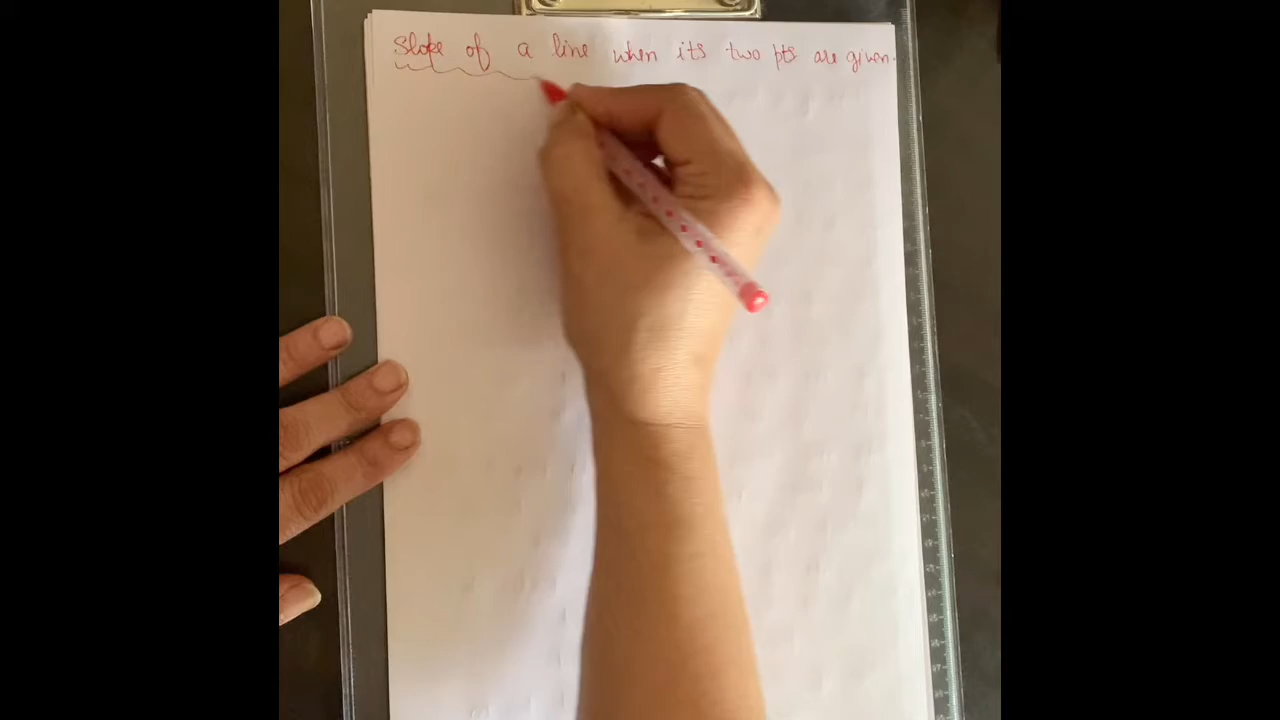 Slope of a line when its two pts are given.